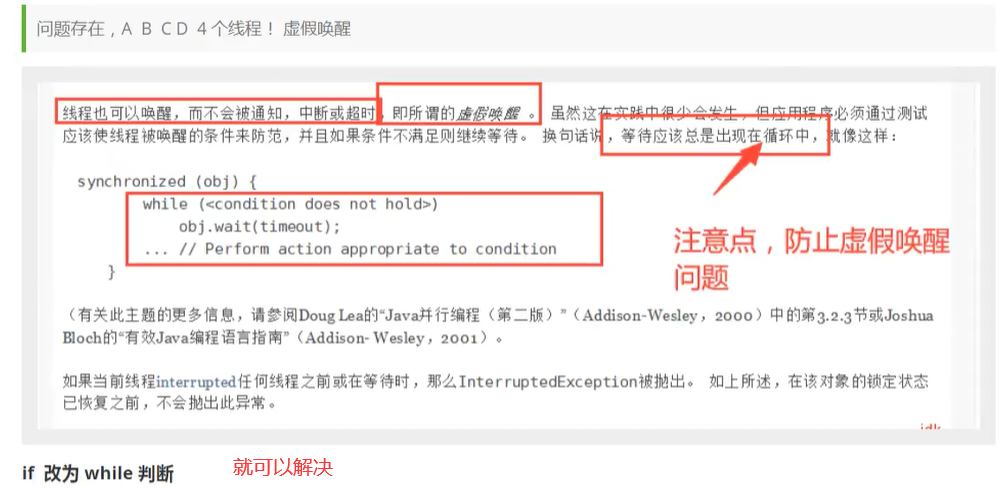 问题存在，A B C D 4 个线程！ 虚假唤醒
线程也可以唤醒，而不会被通知，中断或超时，即所谓的虚假唤醒 。 虽然这在实践中很少会发生，但应用程序必须通过测试
应该使线程被唤醒的条件来防范，并且如果条件不满足则继续等待。 换句话说，等待应该总是出现在循环中，就像这样：
synchronized (obj) {
while (<condition does not hold>)
obj.wait(timeout);
... // Perform action appropriate to condition
}
注意点，防止虚假唤醒
问题
（有关此主题的更多信息，请参阅Doug Lea的“Java并行编程（第二版）”（Addison-Wesley，2000）中的第3.2.3节或Joshua
Bloch的“有效Java编程语言指南”（Addison- Wesley，2001）。
如果当前线程interrupted任何线程之前或在等待时，那么InterruptedException被抛出。 如上所述，在该对象的锁定状态
已恢复之前，不会抛出此异常。
if 改为 while 判断 就可以解决